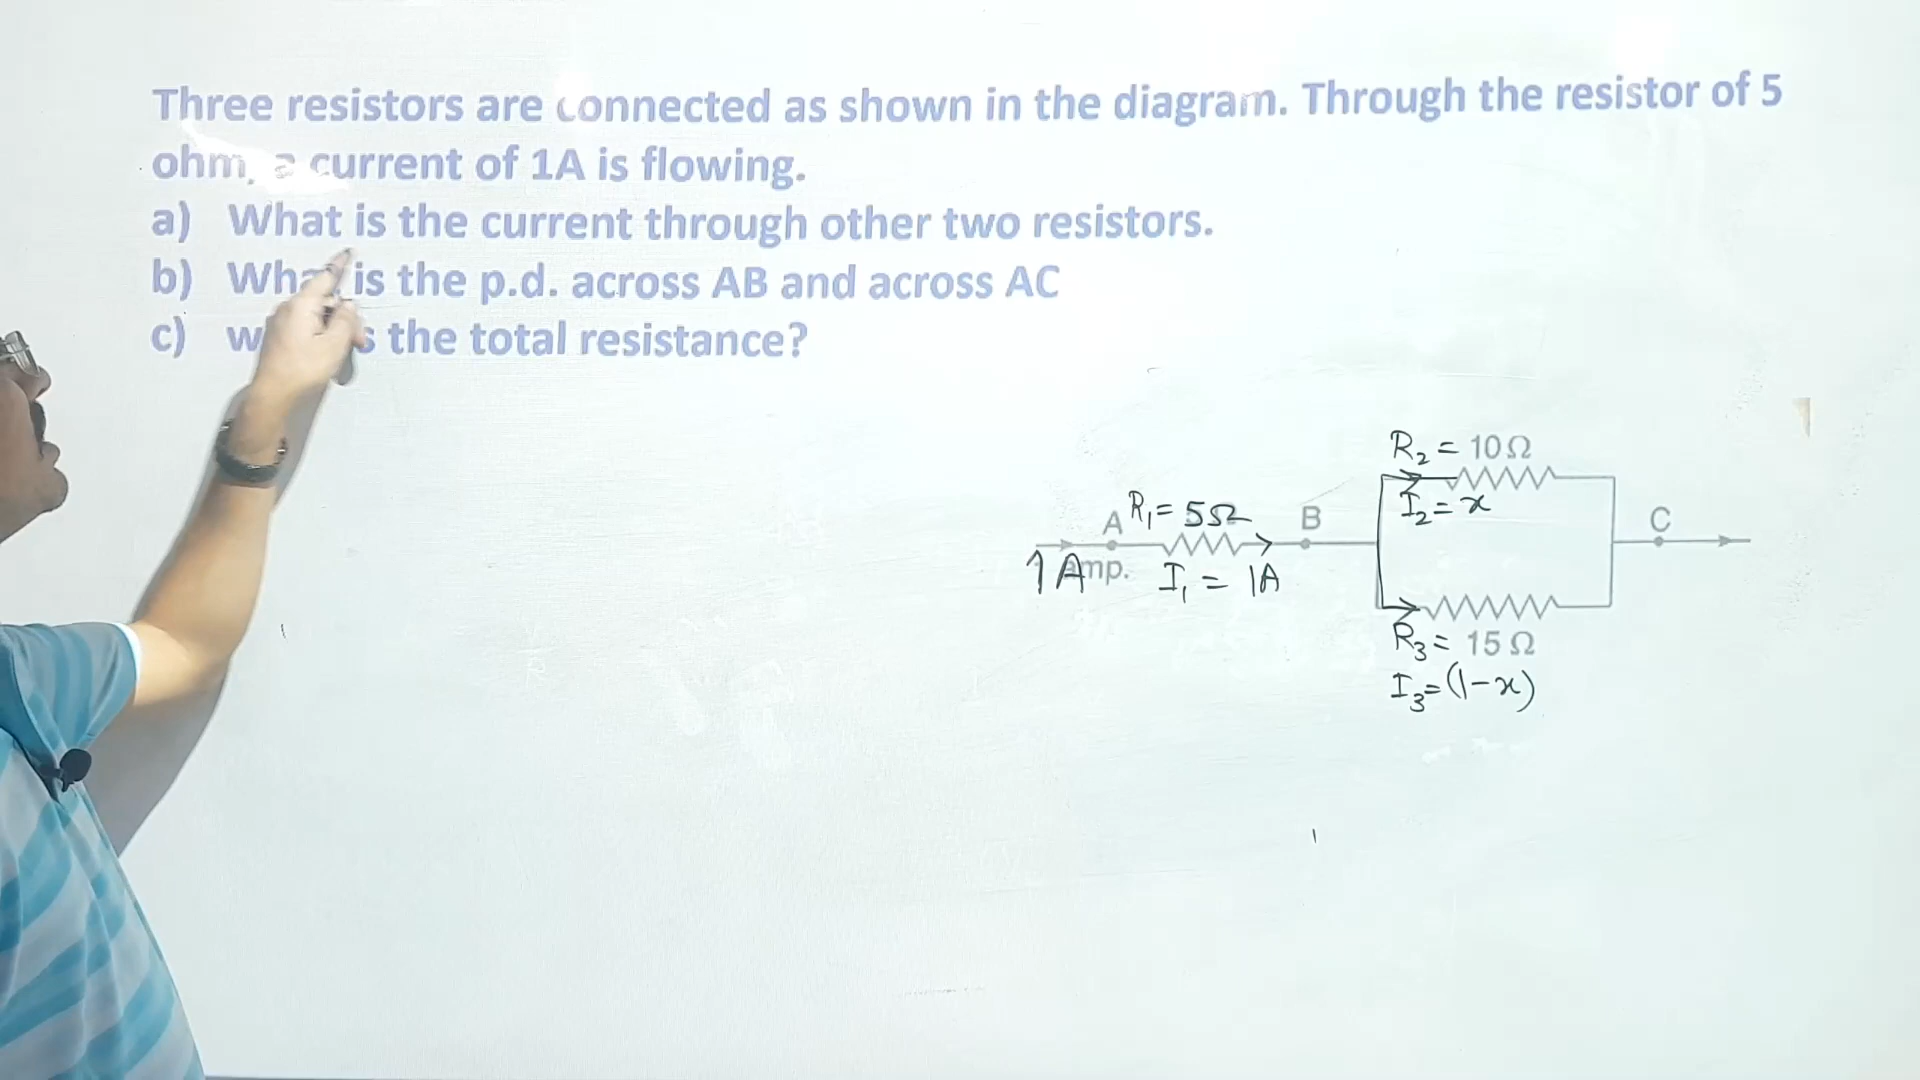 Three resistors are connected as shown in the diagram. Through the resistor of 5
ohm, a current of 1A is flowing.
a) What is the current through other two resistors.
b) What is the p.d. across AB and across AC
c) is the total resistance?
R₂ = 10Ω
I₂ = x
A R₁ = 5Ω B C
1 Amp. I₁ = 1A
R₃ = 15 Ω
I₃ = (1-x)